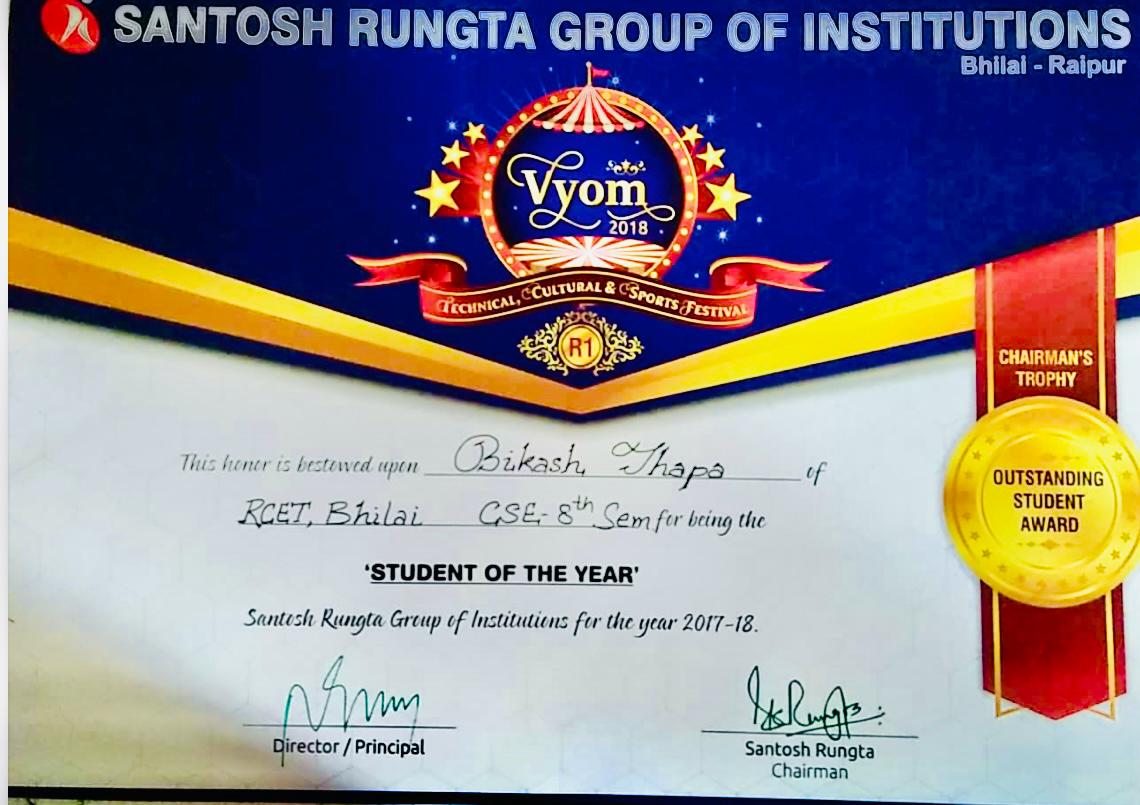 SANTOSH RUNGTA GROUP OF INSTITUTIONS
Bhilai - Raipur
Vyom
2018
TECHNICAL, CULTURAL & SPORTS FESTIVAL
R1
CHAIRMAN'S
TROPHY
OUTSTANDING
STUDENT
AWARD
This honor is bestowed upon Bikash Thapa of
RCET, Bhilai CSE- 8th Sem for being the
'STUDENT OF THE YEAR'
Santosh Rungta Group of Institutions for the year 2017-18.
Director / Principal
Santosh Rungta
Chairman